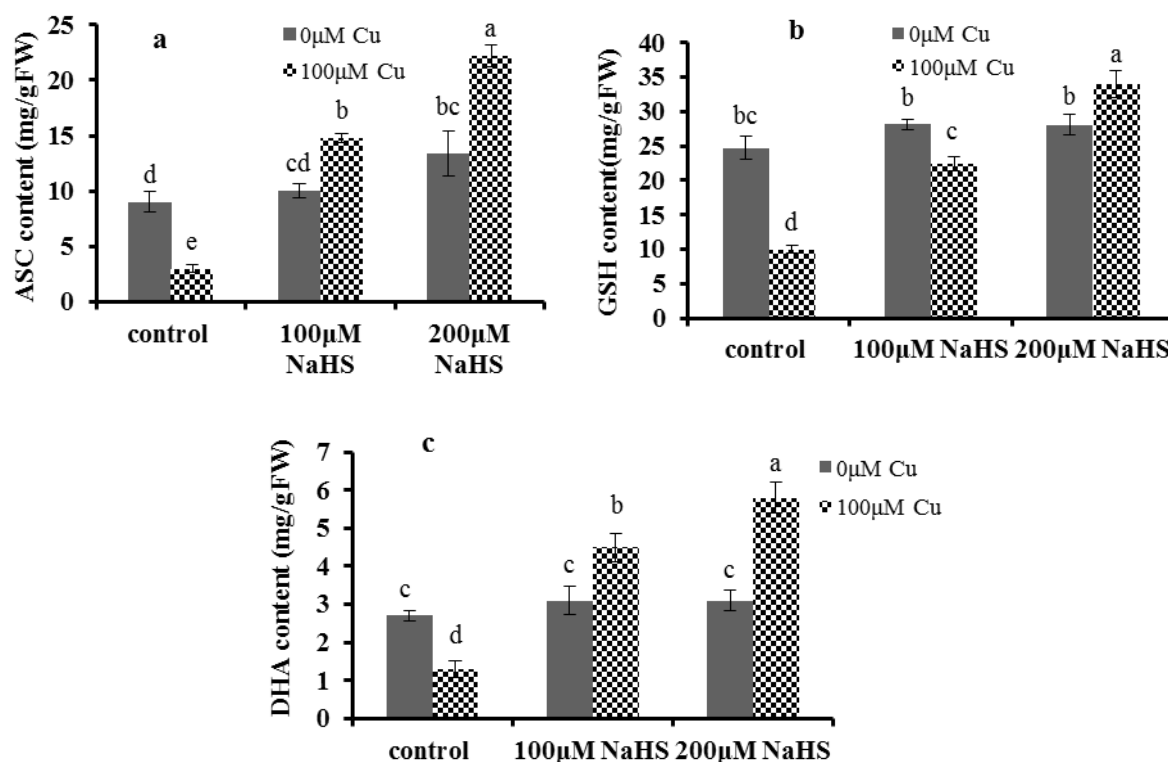 a
0µM Cu
100µM Cu
ASC content (mg/gFW)
25
20
15
10
5
0
d
e
cd
b
bc
a
control
100µM NaHS
200µM NaHS
b
0µM Cu
100µM Cu
GSH content(mg/gFW)
40
35
30
25
20
15
10
5
0
bc
d
b
c
b
a
control
100µM NaHS
200µM NaHS
c
0µM Cu
100µM Cu
DHA content (mg/gFW)
7
6
5
4
3
2
1
0
c
d
c
b
c
a
control
100µM NaHS
200µM NaHS